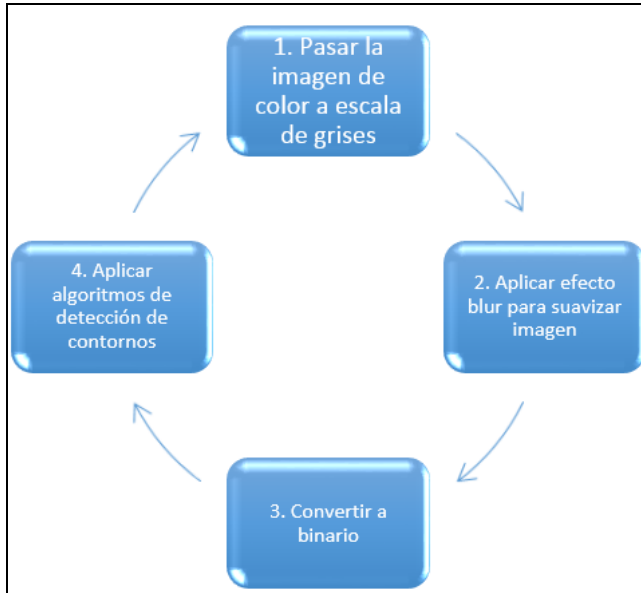 1. Pasar la
imagen de
color a escala
de grises
2. Aplicar efecto
blur para suavizar
imagen
3. Convertir a
binario
4. Aplicar
algoritmos de
detección de
contornos